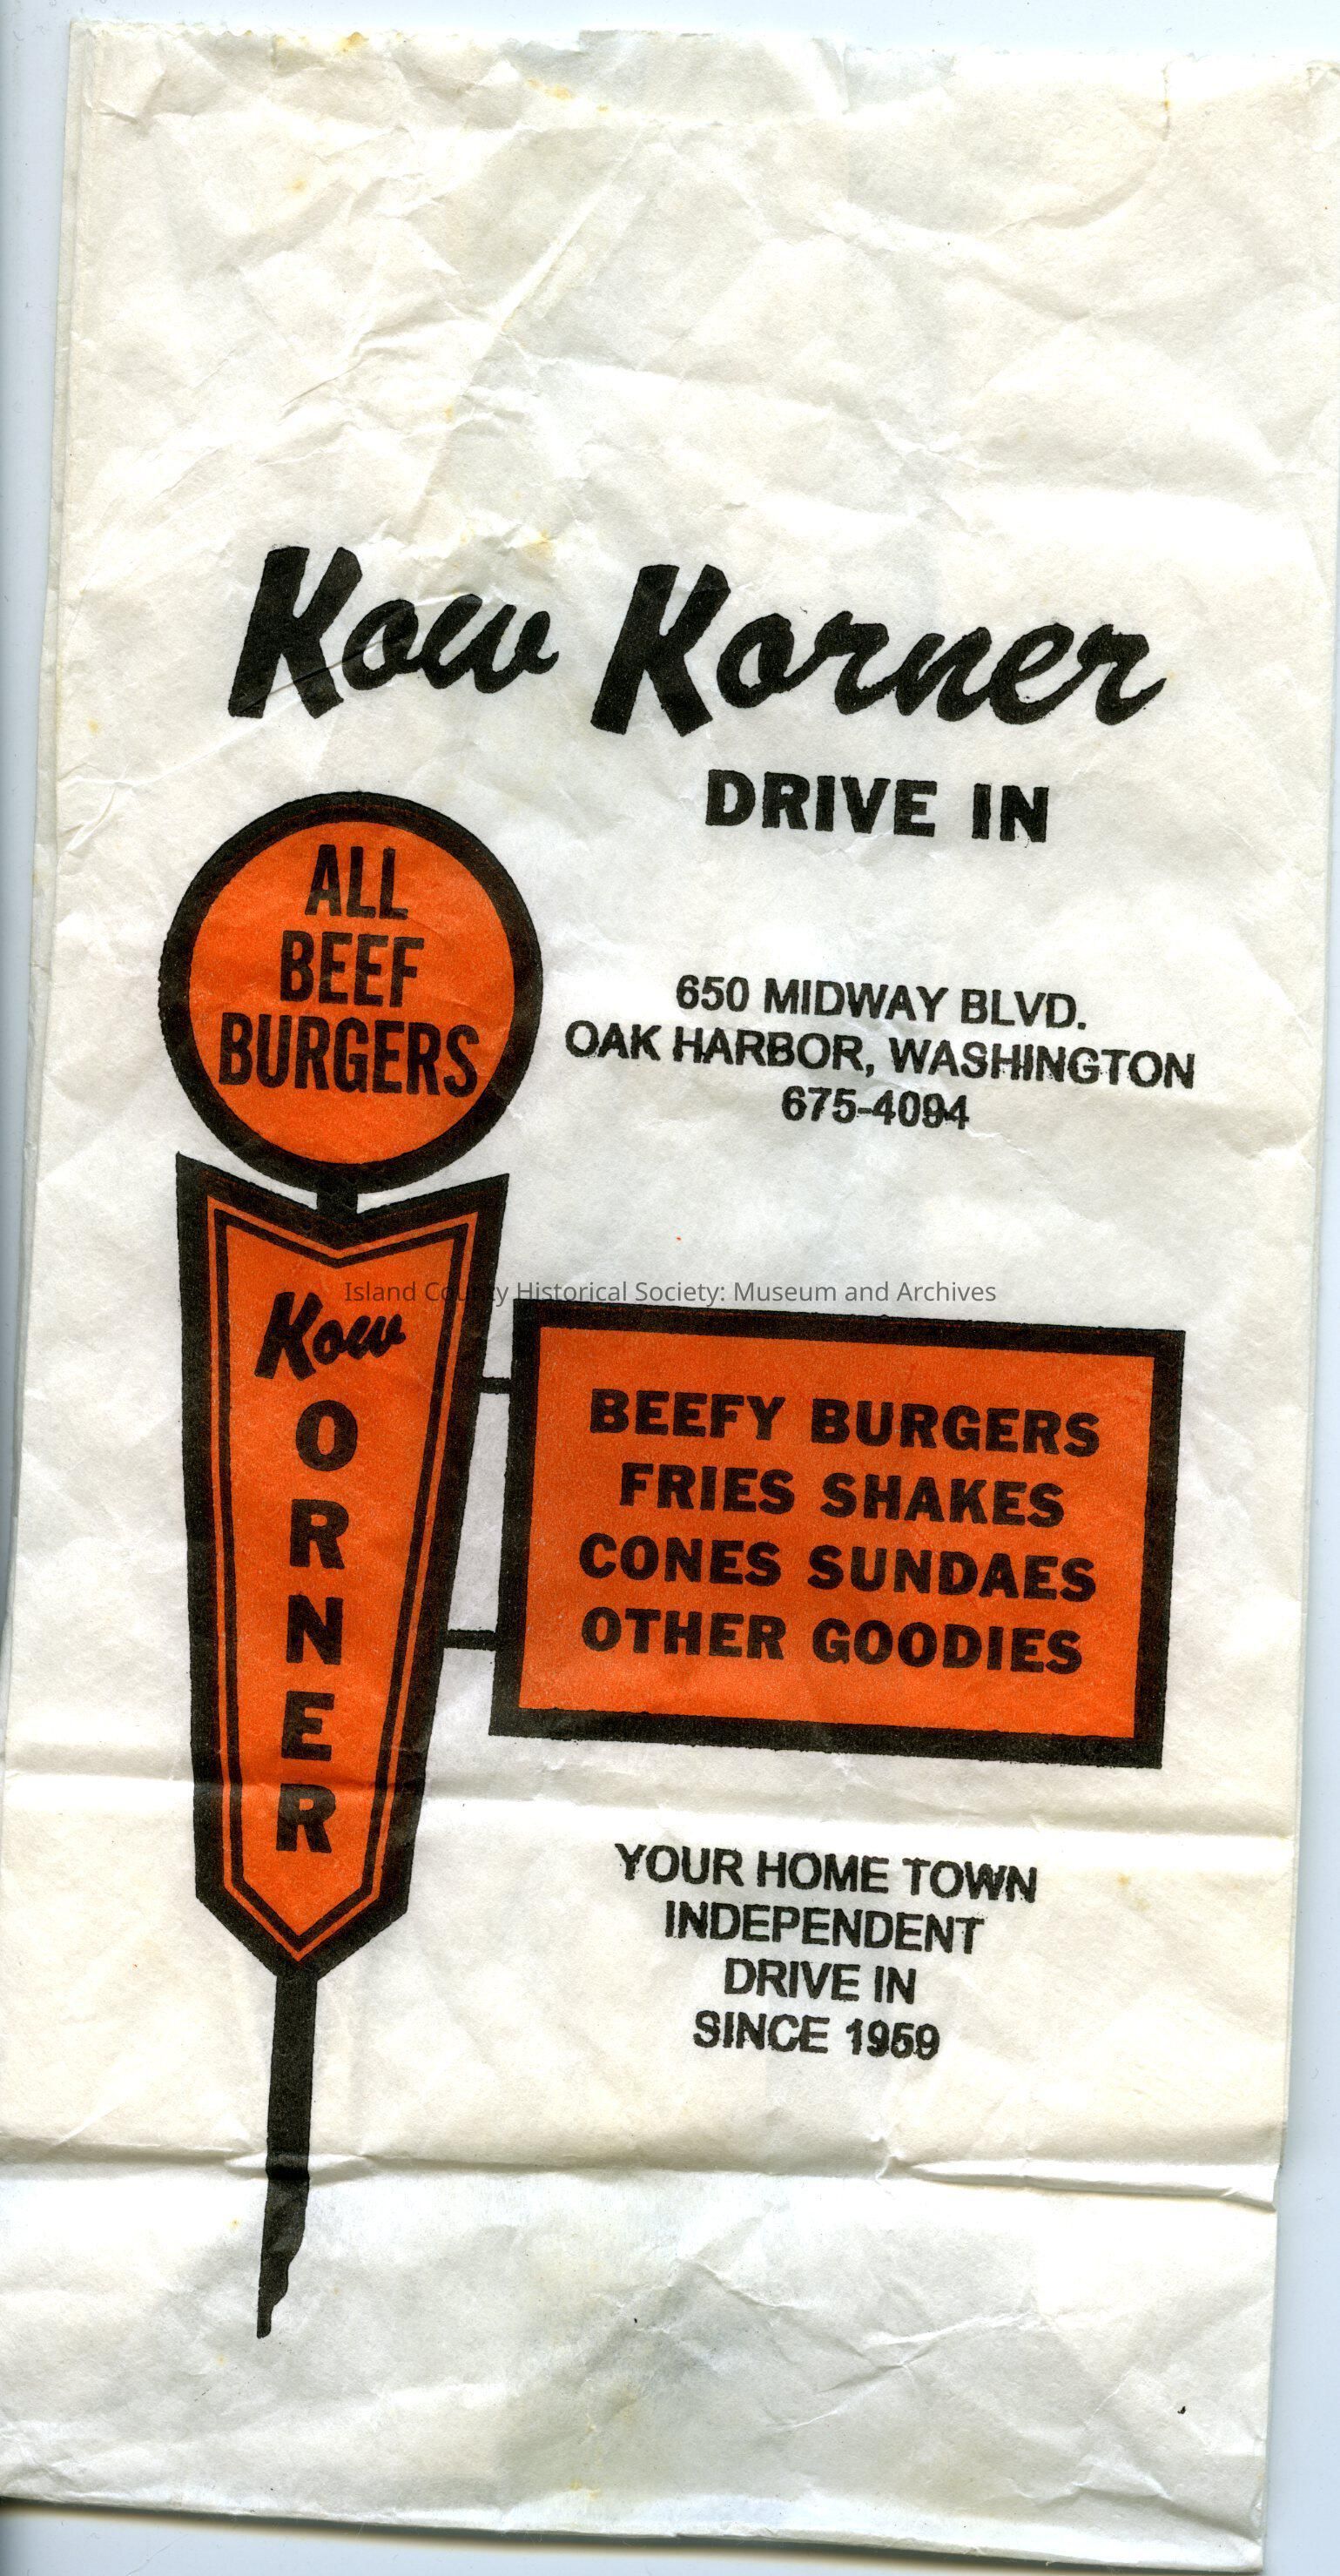 Kow Korner
DRIVE IN
ALL
BEEF
BURGERS
650 MIDWAY BLVD.
OAK HARBOR, WASHINGTON
675-4094
Island County Historical Society: Museum and Archives
Kow
O
R
N
E
R
BEEFY BURGERS
FRIES SHAKES
CONES SUNDAES
OTHER GOODIES
YOUR HOME TOWN
INDEPENDENT
DRIVE IN
SINCE 1959